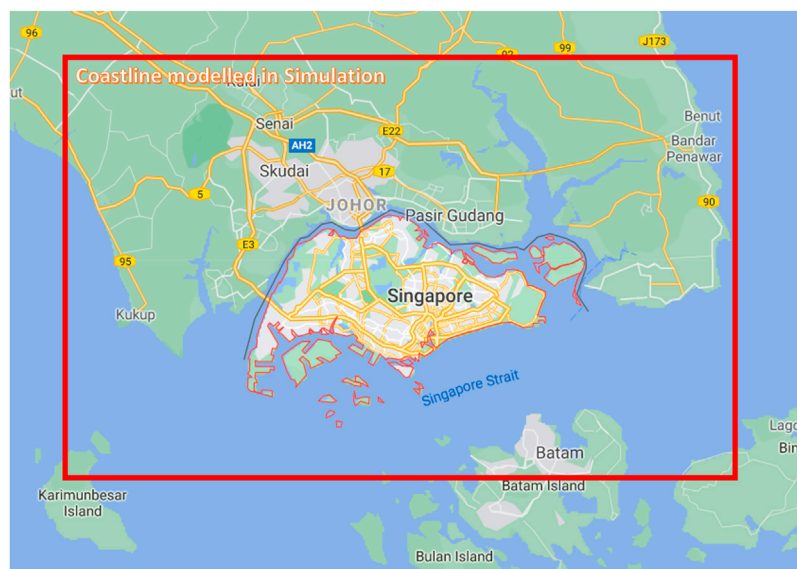 96
99
J173
92
Coastline modelled in Simulation
Kulai
ut
Senai
E22
Benut
AH2
Bandar
Penawar
Skudai
17
5
JOHOR
90
Pasir Gudang
E3
95
Singapore
Kukup
Singapore Strait
Lago
Batam
Bin
Batam Island
Karimunbesar
Island
Bulan Island